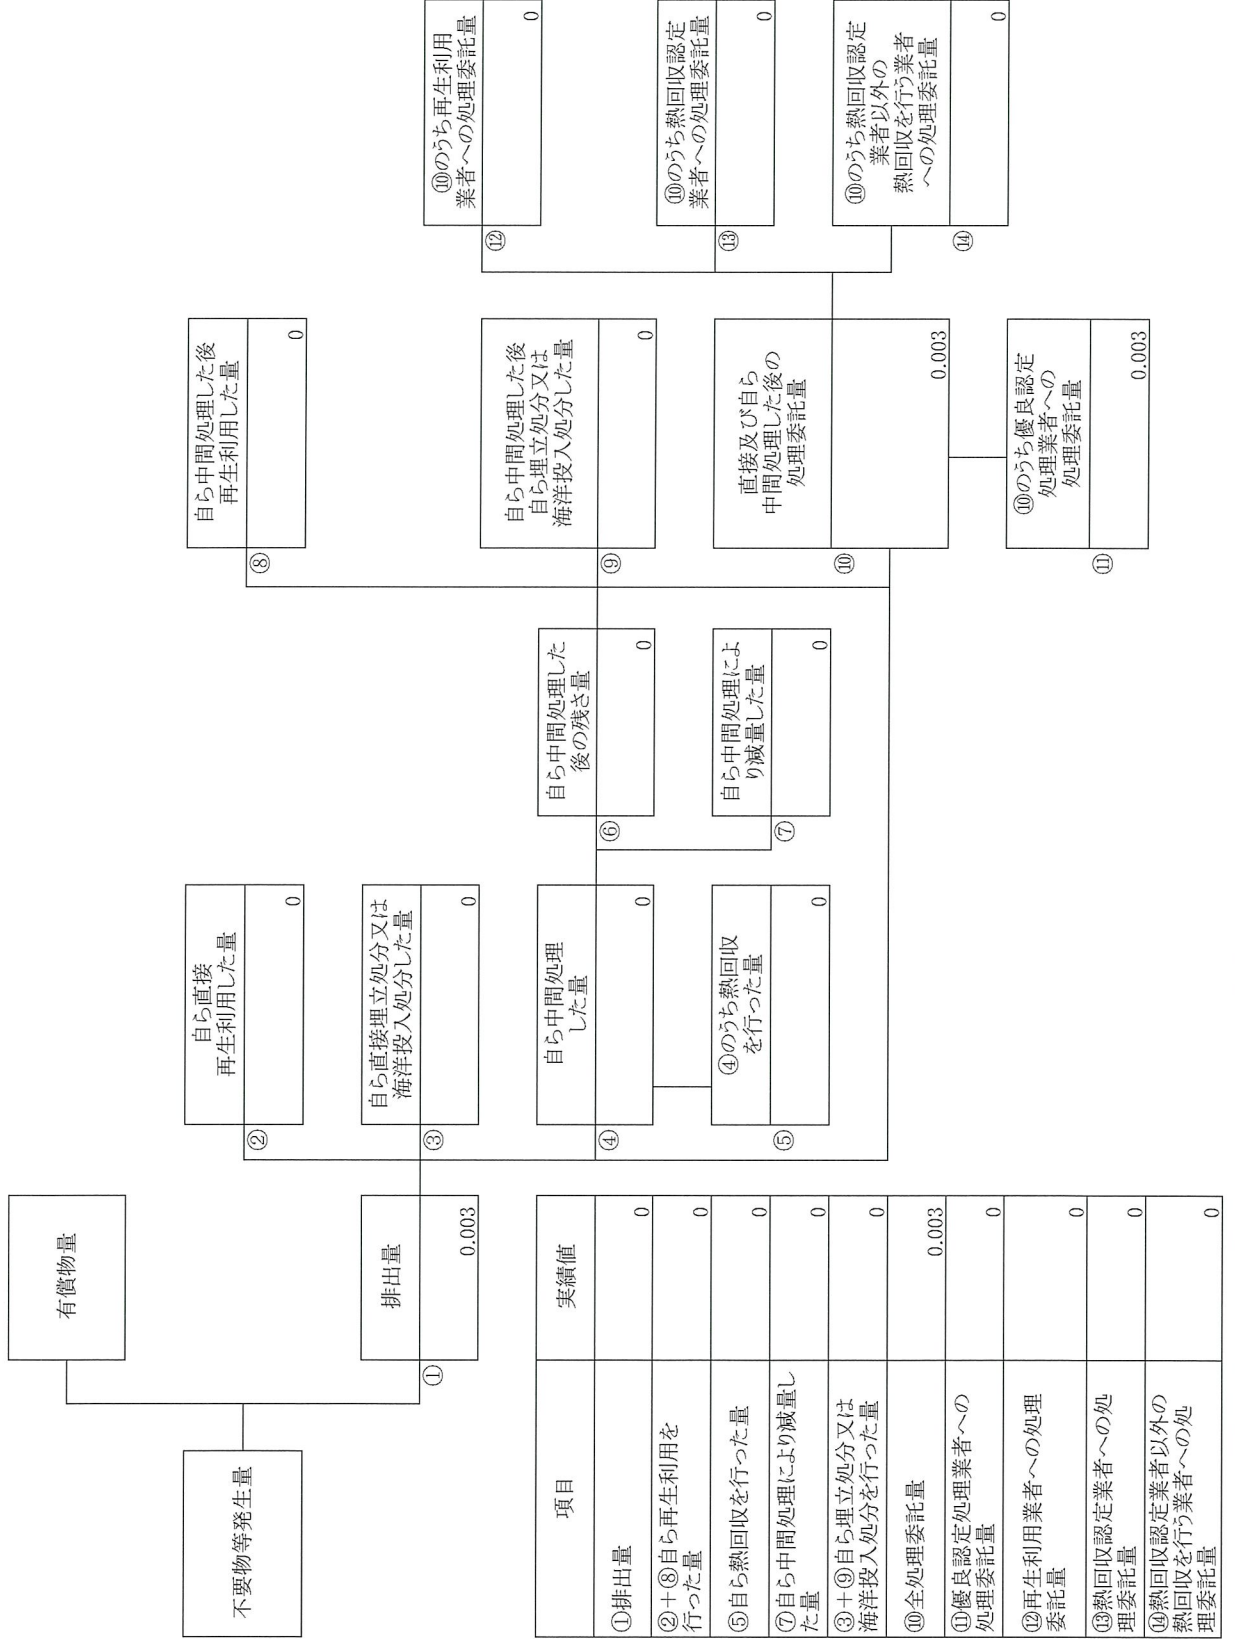 不要物等発生量
有償物量
排出量
①
0.003
自ら直接
再生利用した量
②
0
自ら直接埋立処分又は
海洋投入処分した量
③
0
自ら中間処理
した量
④
0
④のうち熱回収
を行った量
⑤
0
自ら中間処理した
後の残さ量
⑥
0
自ら中間処理によ
り減量した量
⑦
0
自ら中間処理した後
再生利用した量
⑧
0
自ら中間処理した後
自ら埋立処分又は
海洋投入処分した量
⑨
0
直接及び自ら
中間処理した後の
処理委託量
⑩
0.003
⑩のうち優良認定
処理業者への
処理委託量
⑪
0.003
⑩のうち再生利用
業者への処理委託量
⑫
0
⑩のうち熱回収認定
業者への処理委託量
⑬
0
⑩のうち熱回収認定
業者以外の
熱回収を行う業者
への処理委託量
⑭
0
項目 実績値
①排出量 0
②+⑧自ら再生利用を
行った量 0
⑤自ら熱回収を行った量 0
⑦自ら中間処理により減量し
た量 0
③+⑨自ら埋立処分又は
海洋投入処分を行った量 0
⑩全処理委託量 0.003
⑪優良認定処理業者への
処理委託量 0
⑫再生利用業者への処理
委託量 0
⑬熱回収認定業者への処
理委託量 0
⑭熱回収認定業者以外の
熱回収を行う業者への処
理委託量 0